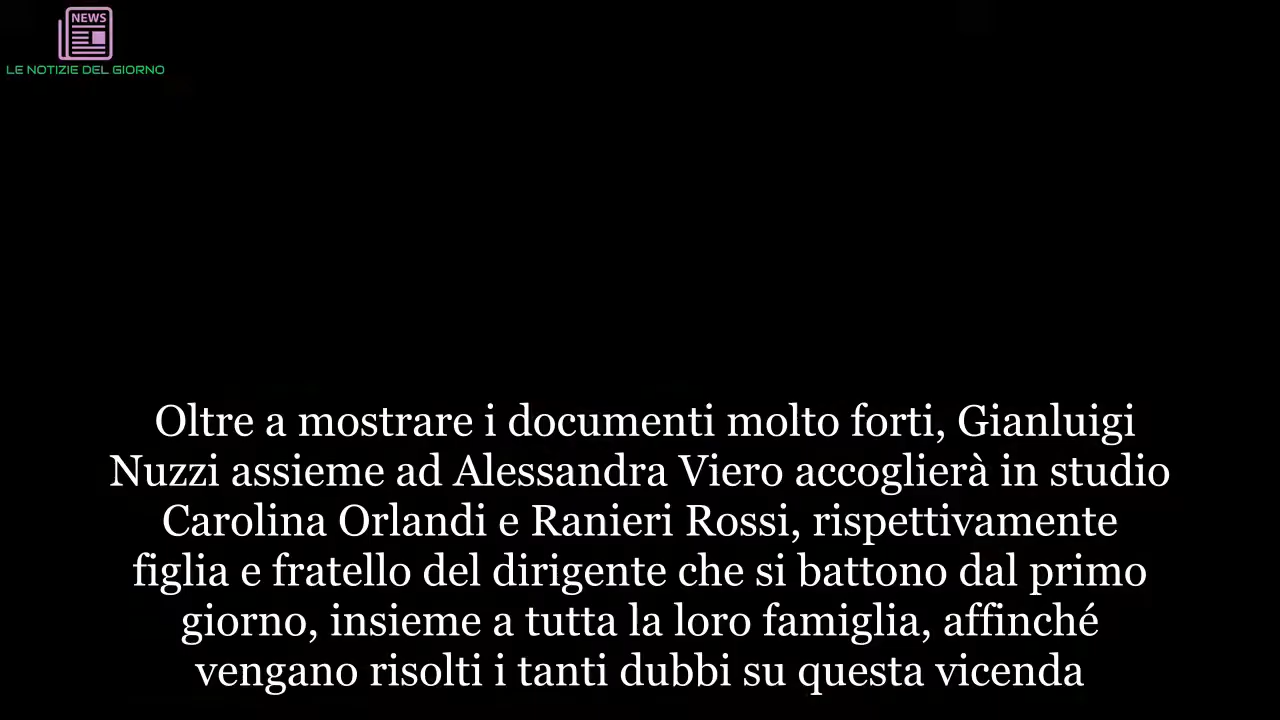 NEWS
LE NOTIZIE DEL GIORNO
Oltre a mostrare i documenti molto forti, Gianluigi
Nuzzi assieme ad Alessandra Viero accoglierà in studio
Carolina Orlandi e Ranieri Rossi, rispettivamente
figlia e fratello del dirigente che si battono dal primo
giorno, insieme a tutta la loro famiglia, affinché
vengano risolti i tanti dubbi su questa vicenda